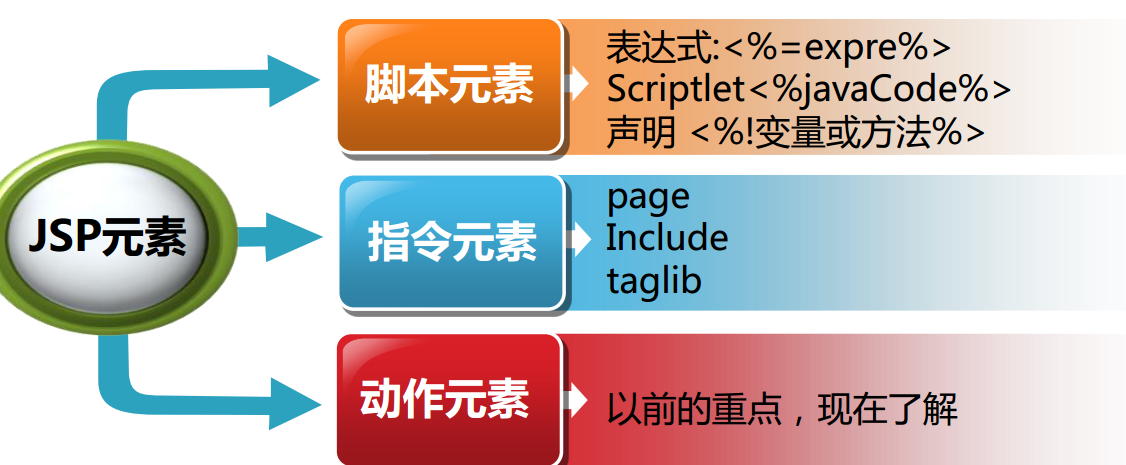 JSP元素
脚本元素
表达式:<%=expre%>
Scriptlet<%javaCode%>
声明 <%!变量或方法%>
指令元素
page
Include
taglib
动作元素
以前的重点，现在了解